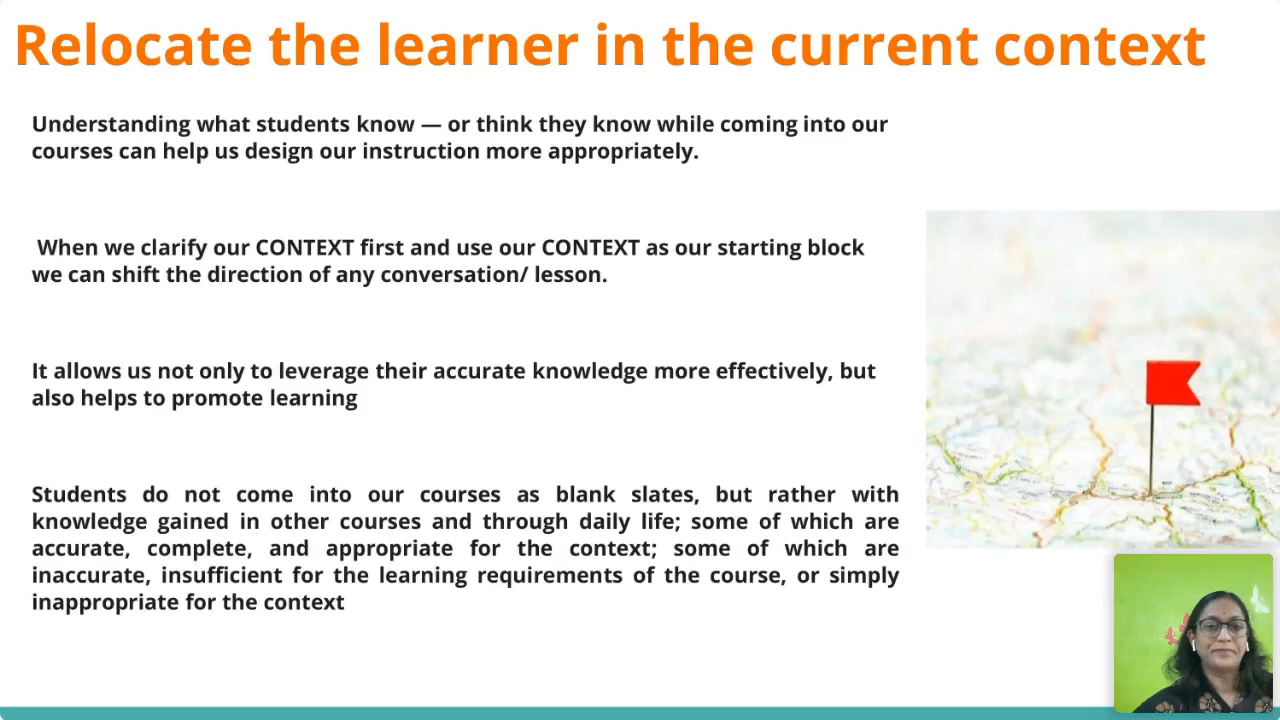 Relocate the learner in the current context
Understanding what students know — or think they know while coming into our
courses can help us design our instruction more appropriately.
When we clarify our CONTEXT first and use our CONTEXT as our starting block
we can shift the direction of any conversation/ lesson.
It allows us not only to leverage their accurate knowledge more effectively, but
also helps to promote learning
Students do not come into our courses as blank slates, but rather with
knowledge gained in other courses and through daily life; some of which are
accurate, complete, and appropriate for the context; some of which are
inaccurate, insufficient for the learning requirements of the course, or simply
inappropriate for the context